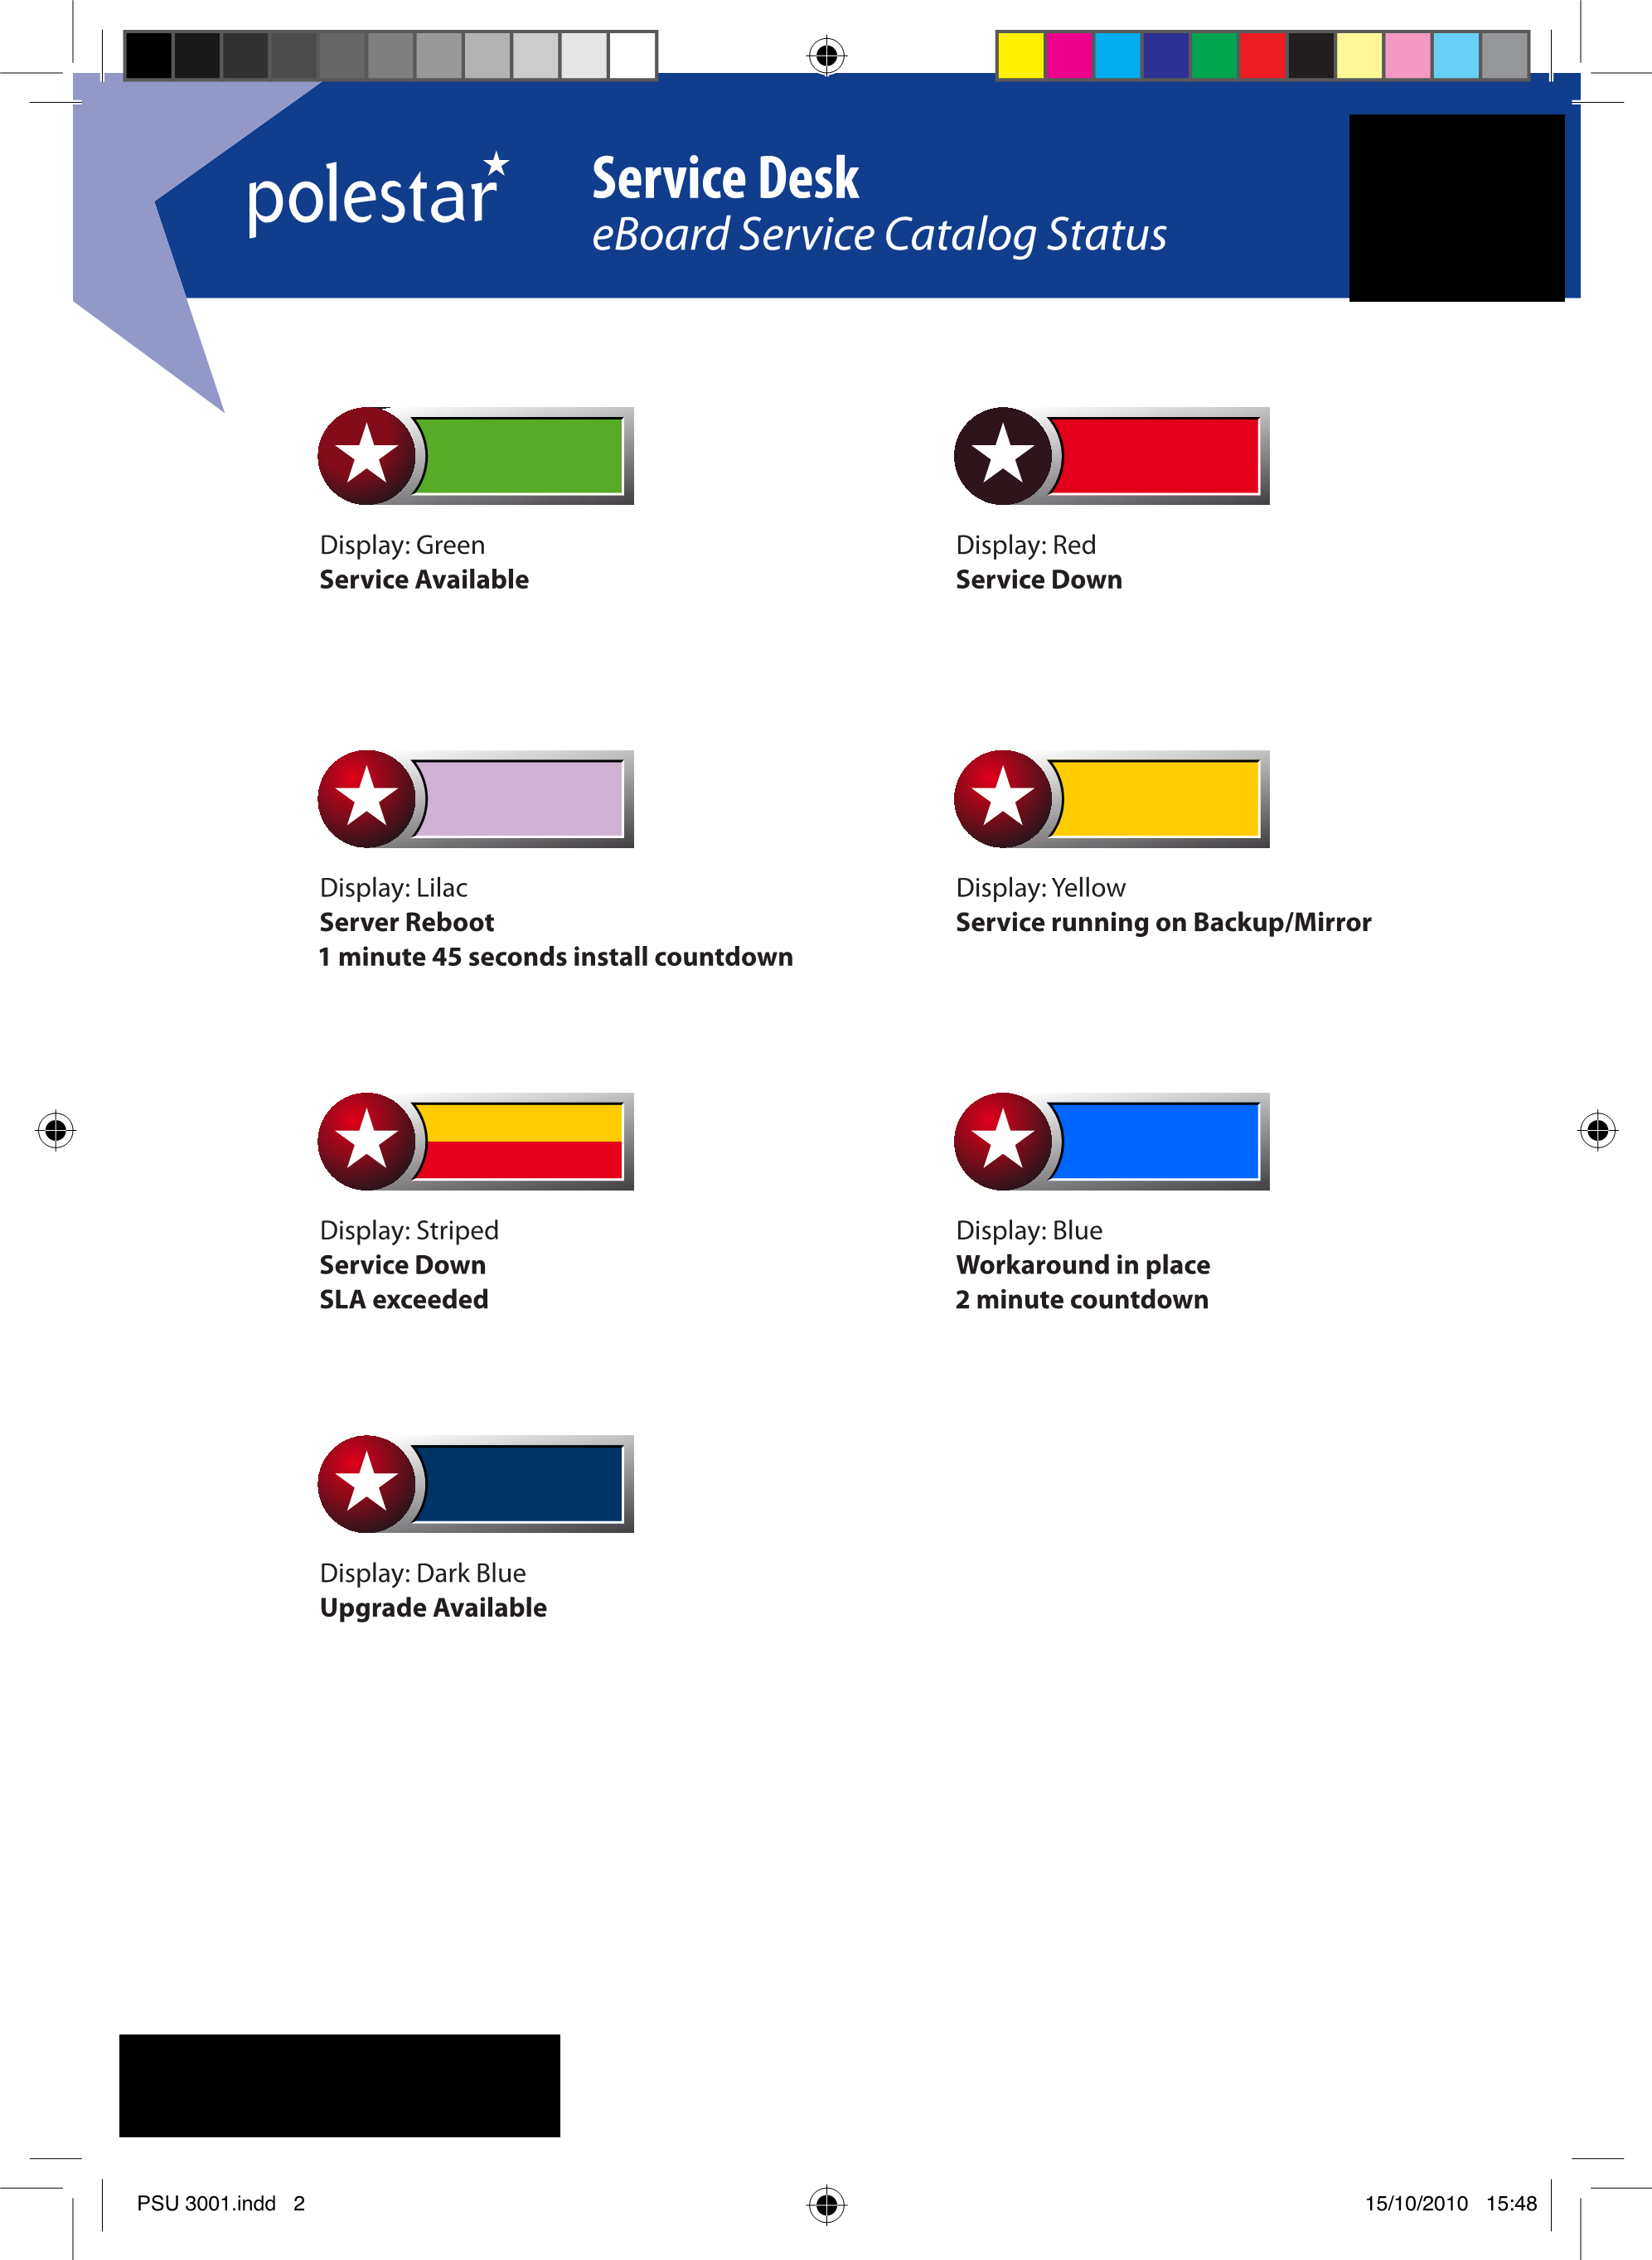 polestar
Service Desk
eBoard Service Catalog Status
Display: Green
Service Available
Display: Red
Service Down
Display: Lilac
Server Reboot
1 minute 45 seconds install countdown
Display: Yellow
Service running on Backup/Mirror
Display: Striped
Service Down
SLA exceeded
Display: Blue
Workaround in place
2 minute countdown
Display: Dark Blue
Upgrade Available
PSU 3001.indd 2
15/10/2010 15:48